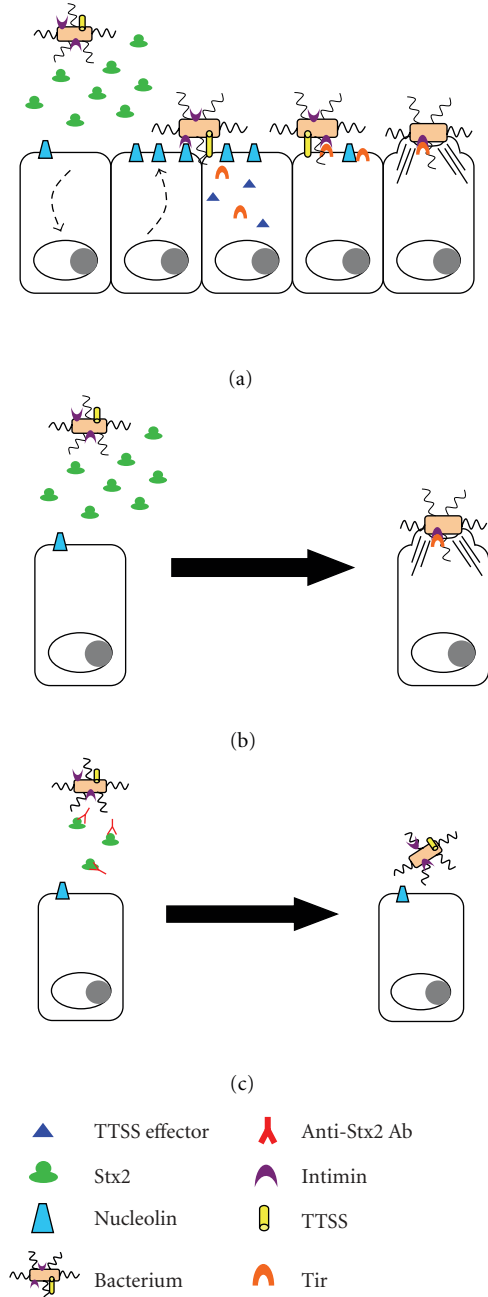 (a)
(b)
(c)
TTSS effector
Anti-Stx2 Ab
Stx2
Intimin
Nucleolin
TTSS
Bacterium
Tir